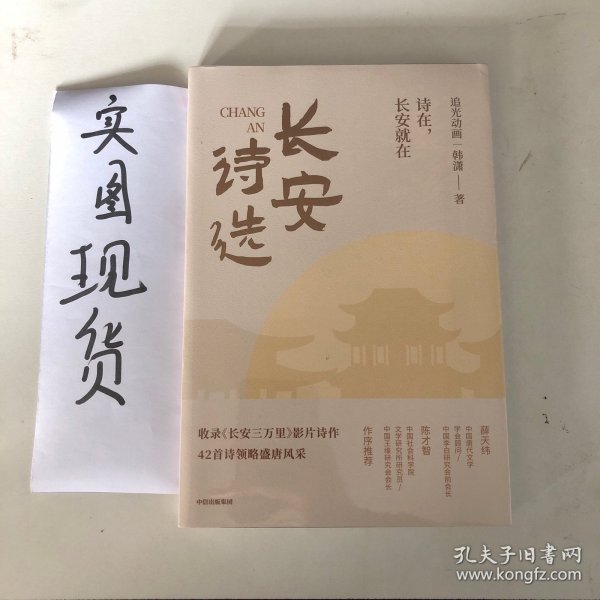 实图现货
CHANG
AN
长安
诗选
追光动画｜韩潇——著
诗在，
长安就在
收录《长安三万里》影片诗作
42首诗领略盛唐风采
薛天纬
中国唐代文学
学会顾问/
中国李白研究会前会长
陈才智
中国社会科学院
文学研究所研究员/
中国王维研究会会长
作序推荐
中信出版集团
孔夫子旧书网
www.kongfz.com